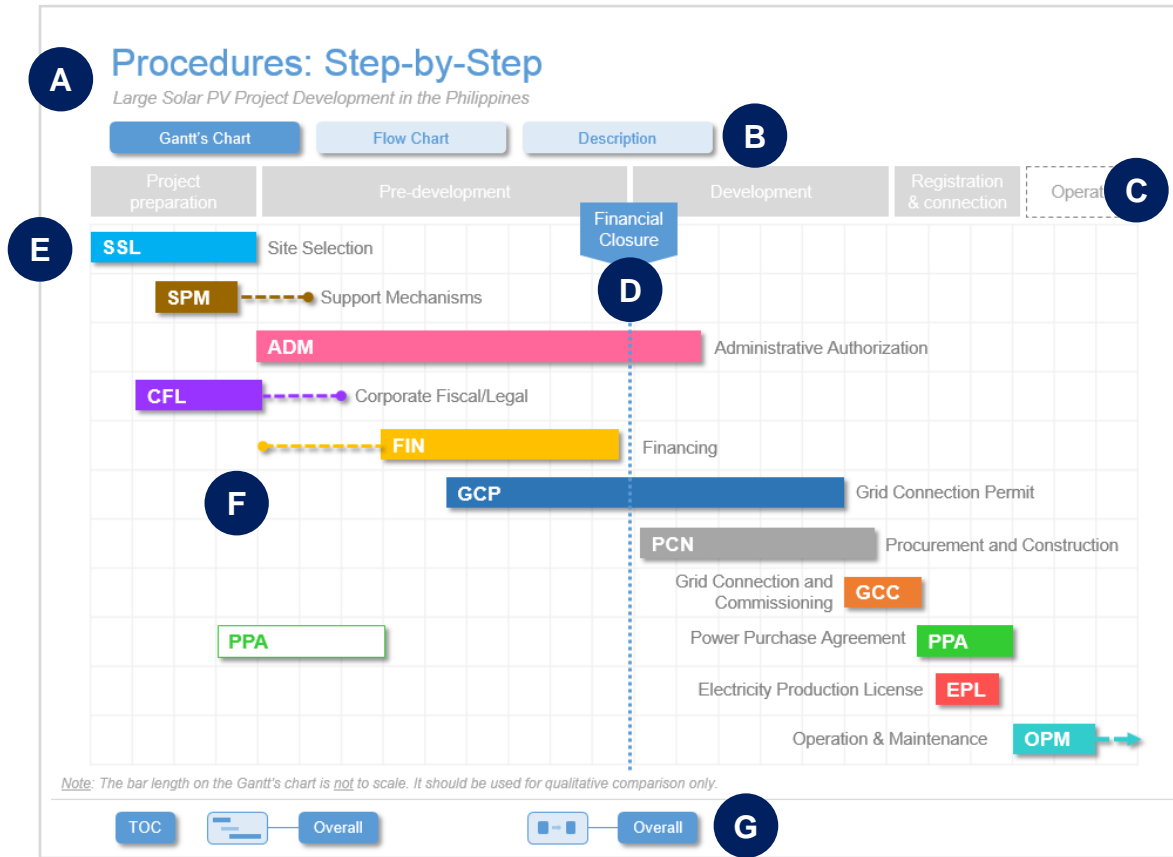 A
Procedures: Step-by-Step
Large Solar PV Project Development in the Philippines
Gantt's Chart
Flow Chart
Description
B
Project
preparation
Pre-development
Development
Registration
& connection
Operat
C
Financial
Closure
D
E
SSL
Site Selection
SPM
Support Mechanisms
ADM
Administrative Authorization
CFL
Corporate Fiscal/Legal
FIN
Financing
F
GCP
Grid Connection Permit
PCN
Procurement and Construction
Grid Connection and
Commissioning
GCC
PPA
Power Purchase Agreement
PPA
Electricity Production License
EPL
Operation & Maintenance
OPM
Note: The bar length on the Gantt's chart is not to scale. It should be used for qualitative comparison only.
TOC
Overall
Overall
G